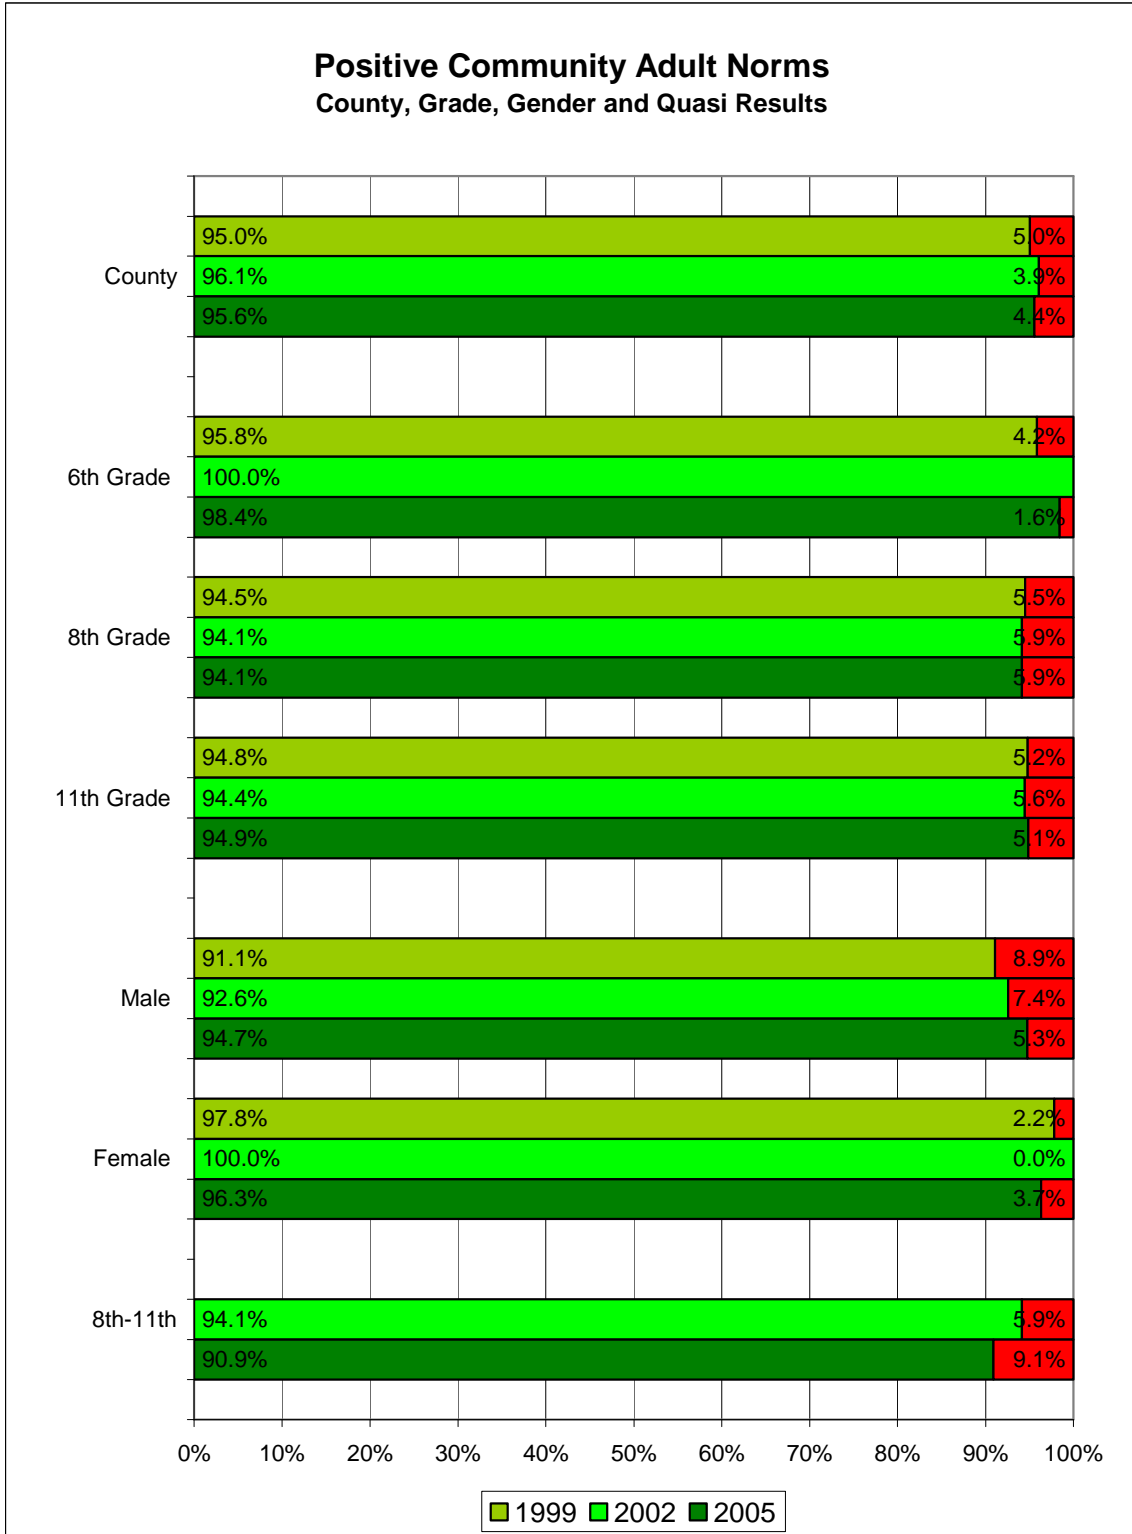 Positive Community Adult Norms
County, Grade, Gender and Quasi Results
95.0% 5.0%
County 96.1% 3.9%
95.6% 4.4%
95.8% 4.2%
6th Grade 100.0%
98.4% 1.6%
94.5% 5.5%
8th Grade 94.1% 5.9%
94.1% 5.9%
94.8% 5.2%
11th Grade 94.4% 5.6%
94.9% 5.1%
91.1% 8.9%
Male 92.6% 7.4%
94.7% 5.3%
97.8% 2.2%
Female 100.0% 0.0%
96.3% 3.7%
8th-11th 94.1% 5.9%
90.9% 9.1%
0% 10% 20% 30% 40% 50% 60% 70% 80% 90% 100%
1999 2002 2005